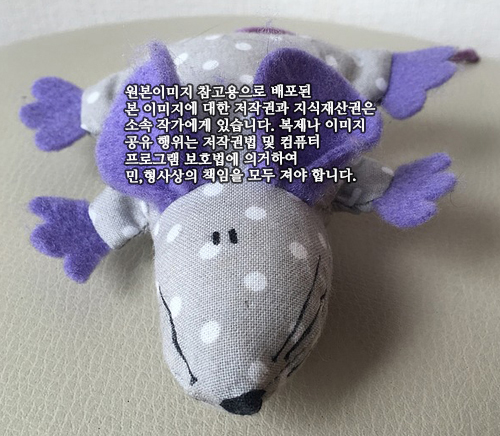 원본이미지 참고용으로 배포된
본 이미지에 대한 저작권과 지식재산권은
소속 작가에게 있습니다. 복제나 이미지
공유 행위는 저작권법 및 컴퓨터
프로그램 보호법에 의거하여
민,형사상의 책임을 모두 져야 합니다.